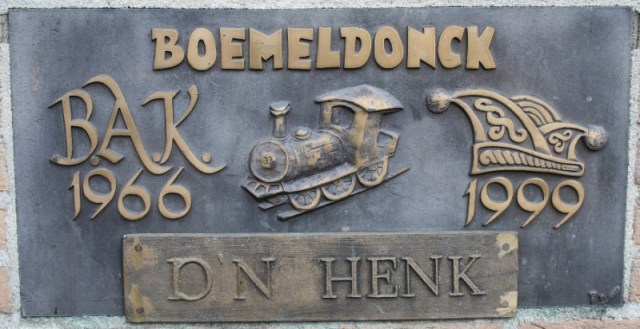 BOEMELDONCK
B.A.K.
1966
1999
D'N HENK